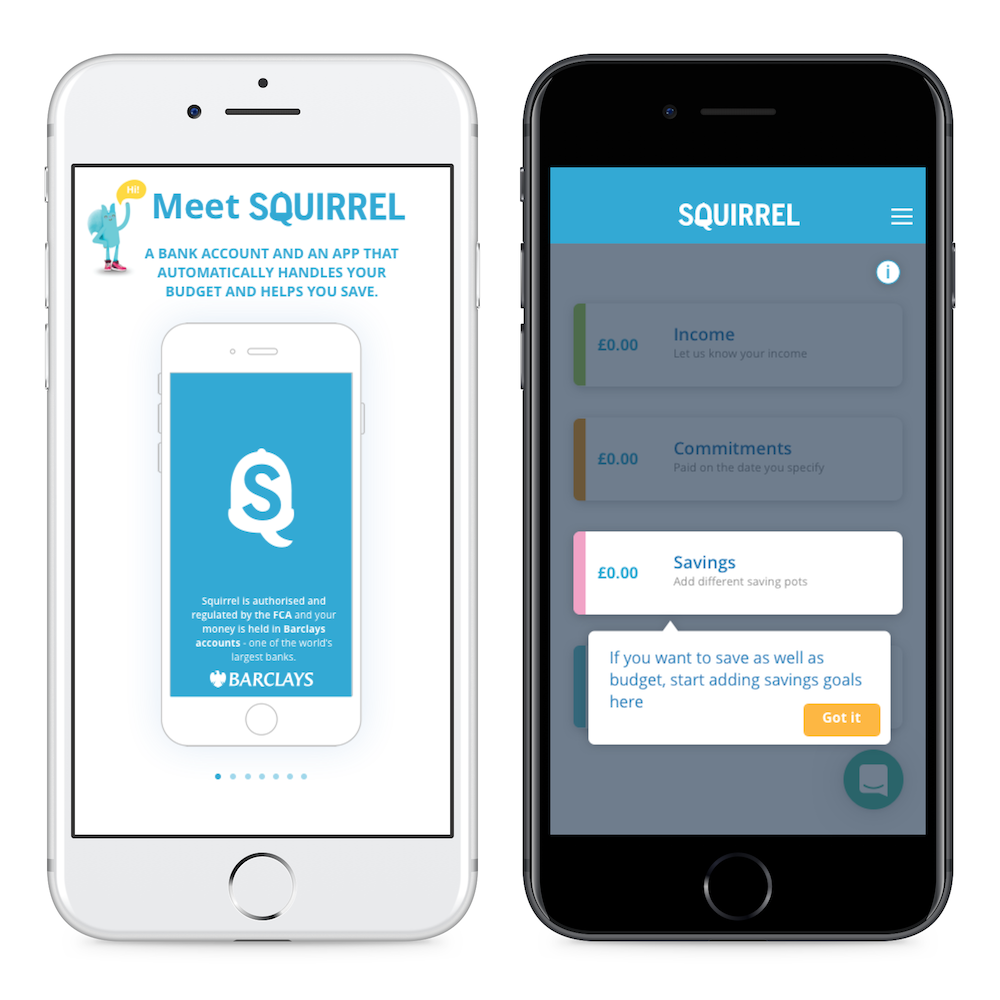 HI!
Meet SQUIRREL
A BANK ACCOUNT AND AN APP THAT
AUTOMATICALLY HANDLES YOUR
BUDGET AND HELPS YOU SAVE.
S
Squirrel is authorised and
regulated by the FCA and your
money is held in Barclays
accounts - one of the world's
largest banks.
BARCLAYS
SQUIRREL
i
£0.00
Income
Let us know your income
£0.00
Commitments
Paid on the date you specify
£0.00
Savings
Add different saving pots
If you want to save as well as
budget, start adding savings goals
here
Got it